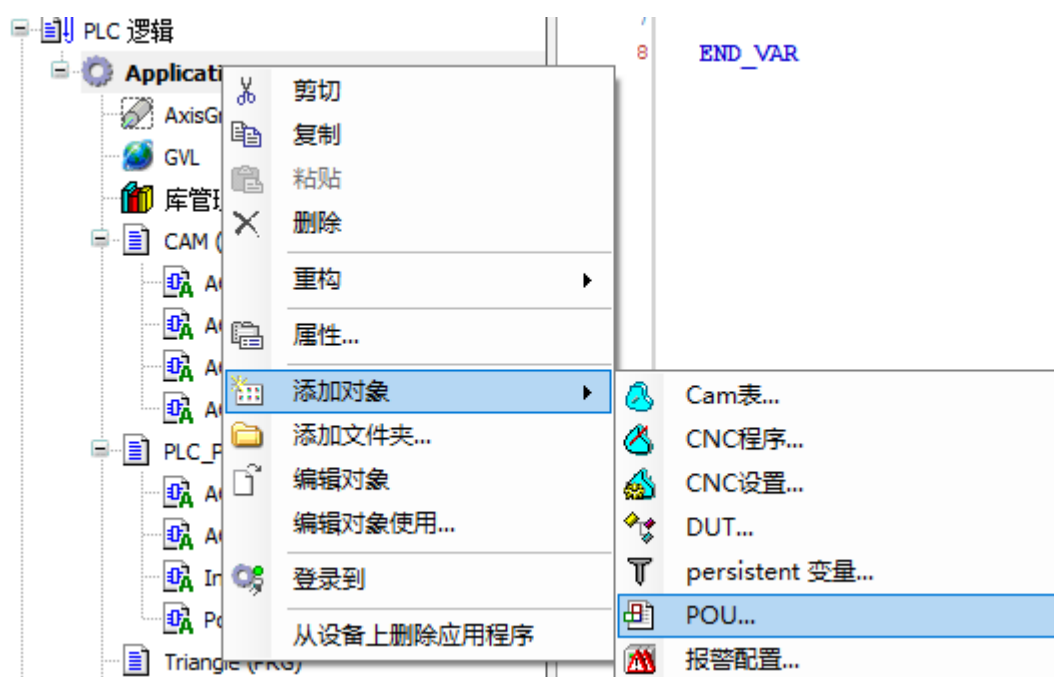 PLC 逻辑
Applicati
AxisGr
GVL
库管理
CAM (
A
A
A
A
PLC_P
A
A
In
Po
Triangle (PRG)
剪切
复制
粘贴
删除
重构
属性...
添加对象
添加文件夹...
编辑对象
编辑对象使用...
登录到
从设备上删除应用程序
Cam表...
CNC程序...
CNC设置...
DUT...
persistent 变量...
POU...
报警配置...
8
END_VAR